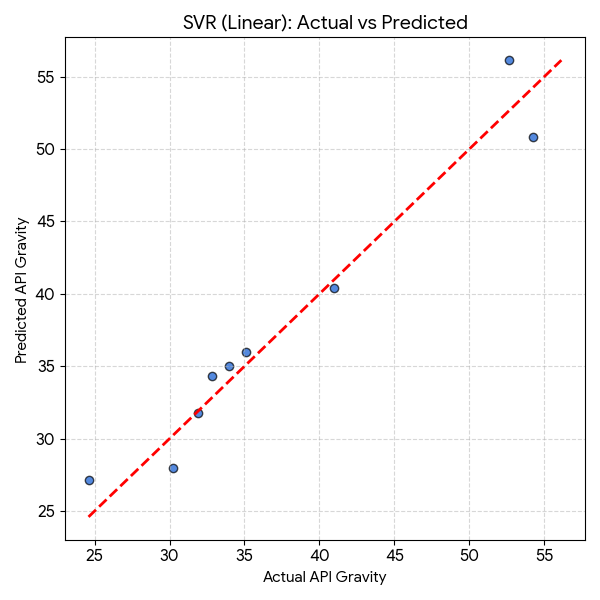 SVR (Linear): Actual vs Predicted
55
50
45
40
35
30
25
Predicted API Gravity
25 30 35 40 45 50 55
Actual API Gravity